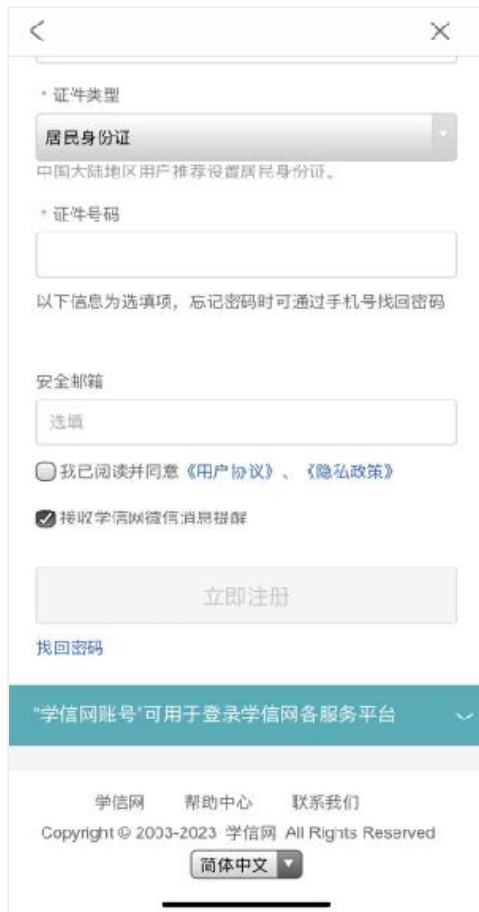 * 证件类型
居民身份证
中国大陆地区用户推荐设置居民身份证。
* 证件号码
以下信息为选填项，忘记密码时可通过手机号找回密码
安全邮箱
选填
我已阅读并同意《用户协议》、《隐私政策》
接收学信网微信消息提醒
立即注册
找回密码
“学信网账号”可用于登录学信网各服务平台
学信网 帮助中心 联系我们
Copyright © 2003-2023 学信网 All Rights Reserved
简体中文